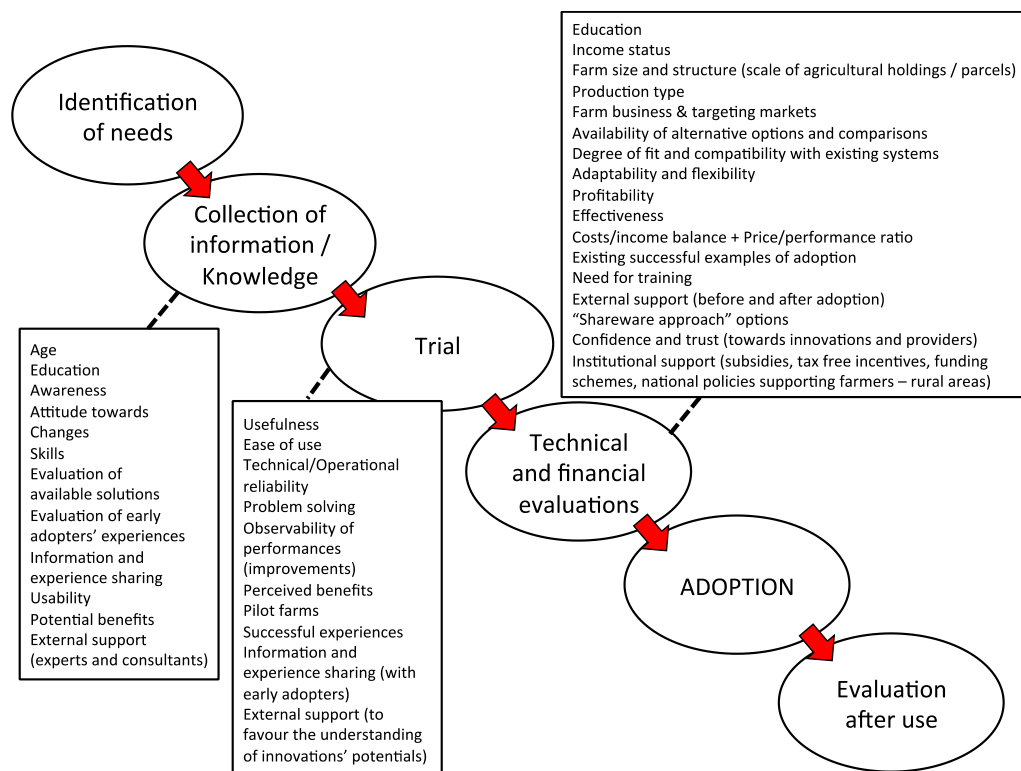 Identification
of needs
Collection of
information /
Knowledge
Trial
Technical
and financial
evaluations
ADOPTION
Evaluation
after use
Age
Education
Awareness
Attitude towards
Changes
Skills
Evaluation of
available solutions
Evaluation of early
adopters’ experiences
Information and
experience sharing
Usability
Potential benefits
External support
(experts and consultants)
Usefulness
Ease of use
Technical/Operational
reliability
Problem solving
Observability of
performances
(improvements)
Perceived benefits
Pilot farms
Successful experiences
Information and
experience sharing (with
early adopters)
External support (to
favour the understanding
of innovations’ potentials)
Education
Income status
Farm size and structure (scale of agricultural holdings / parcels)
Production type
Farm business & targeting markets
Availability of alternative options and comparisons
Degree of fit and compatibility with existing systems
Adaptability and flexibility
Profitability
Effectiveness
Costs/income balance + Price/performance ratio
Existing successful examples of adoption
Need for training
External support (before and after adoption)
“Shareware approach” options
Confidence and trust (towards innovations and providers)
Institutional support (subsidies, tax free incentives, funding
schemes, national policies supporting farmers – rural areas)